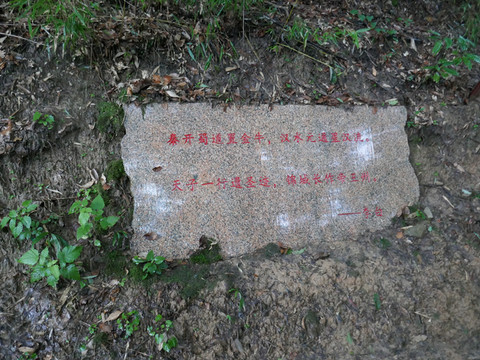 秦开蜀道置金牛，汉水元通星汉流。
天子一行遗圣迹，锦城长作帝王州。
——李白